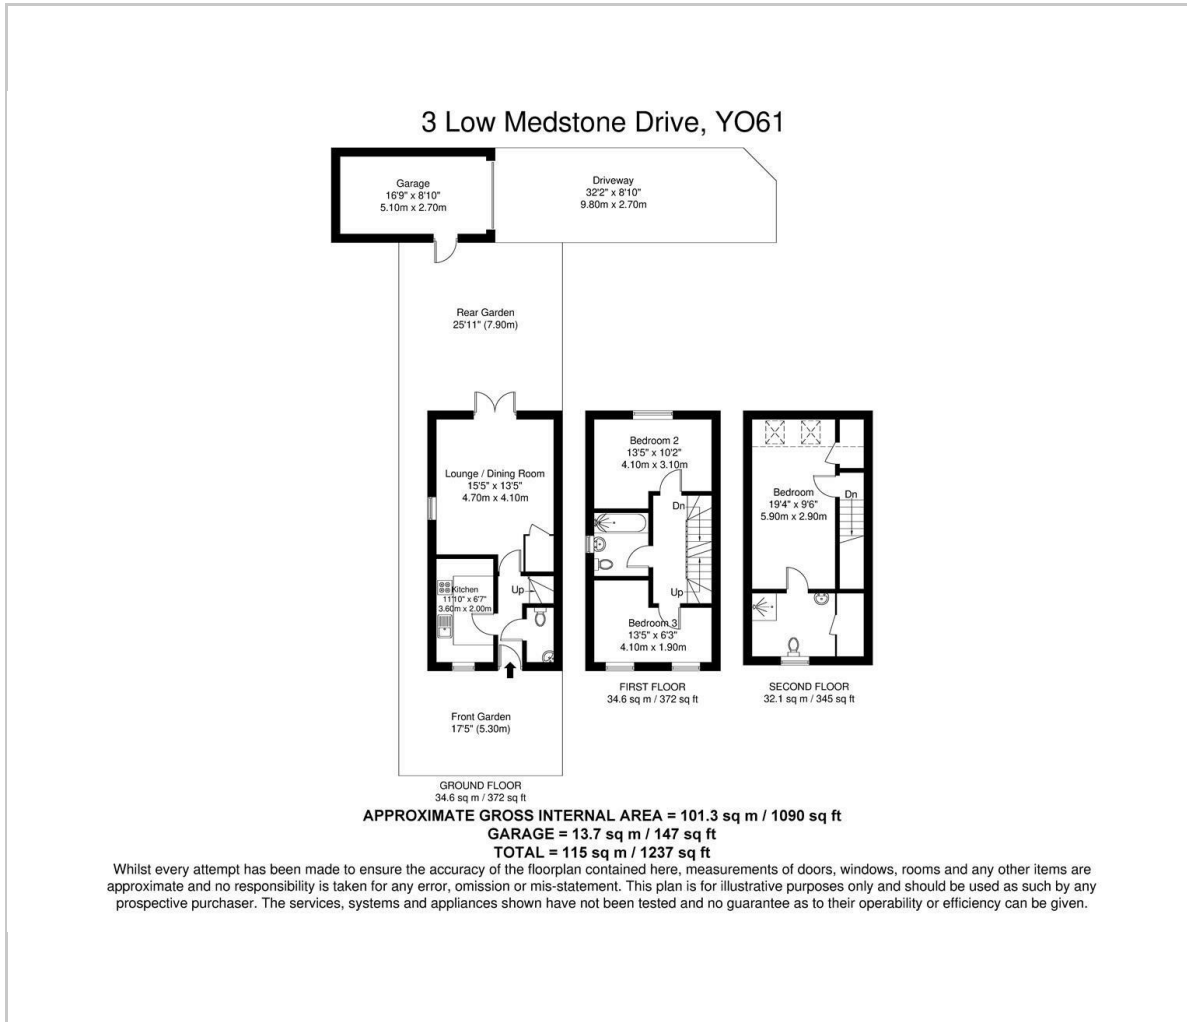 3 Low Medstone Drive, YO61
Garage
16'9" x 8'10"
5.10m x 2.70m
Driveway
32'2" x 8'10"
9.80m x 2.70m
Rear Garden
25'11" (7.90m)
Lounge / Dining Room
15'5" x 13'5"
4.70m x 4.10m
Kitchen
11'10" x 6'7"
3.60m x 2.00m
Up
Front Garden
17'5" (5.30m)
GROUND FLOOR
34.6 sq m / 372 sq ft
Bedroom 2
13'5" x 10'2"
4.10m x 3.10m
Dn
Up
Bedroom 3
13'5" x 6'3"
4.10m x 1.90m
FIRST FLOOR
34.6 sq m / 372 sq ft
Bedroom
19'4" x 9'6"
5.90m x 2.90m
Dn
SECOND FLOOR
32.1 sq m / 345 sq ft
APPROXIMATE GROSS INTERNAL AREA = 101.3 sq m / 1090 sq ft
GARAGE = 13.7 sq m / 147 sq ft
TOTAL = 115 sq m / 1237 sq ft
Whilst every attempt has been made to ensure the accuracy of the floorplan contained here, measurements of doors, windows, rooms and any other items are
approximate and no responsibility is taken for any error, omission or mis-statement. This plan is for illustrative purposes only and should be used as such by any
prospective purchaser. The services, systems and appliances shown have not been tested and no guarantee as to their operability or efficiency can be given.